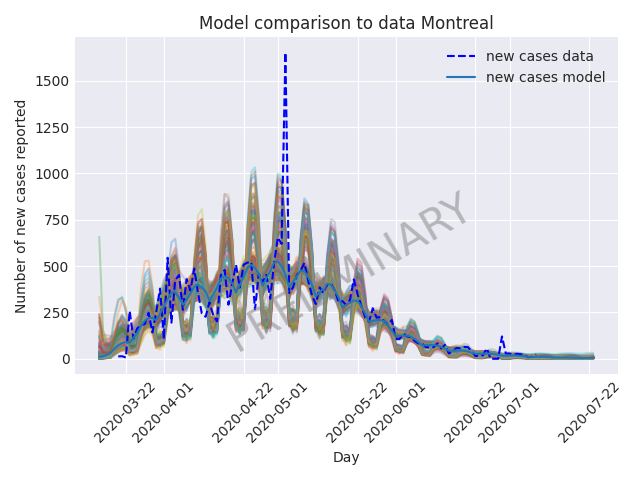 Model comparison to data Montreal
new cases data
new cases model
Number of new cases reported
1500
1250
1000
750
500
250
0
PRELIMINARY
2020-03-22
2020-04-01
2020-04-22
2020-05-01
2020-05-22
2020-06-01
2020-06-22
2020-07-01
2020-07-22
Day